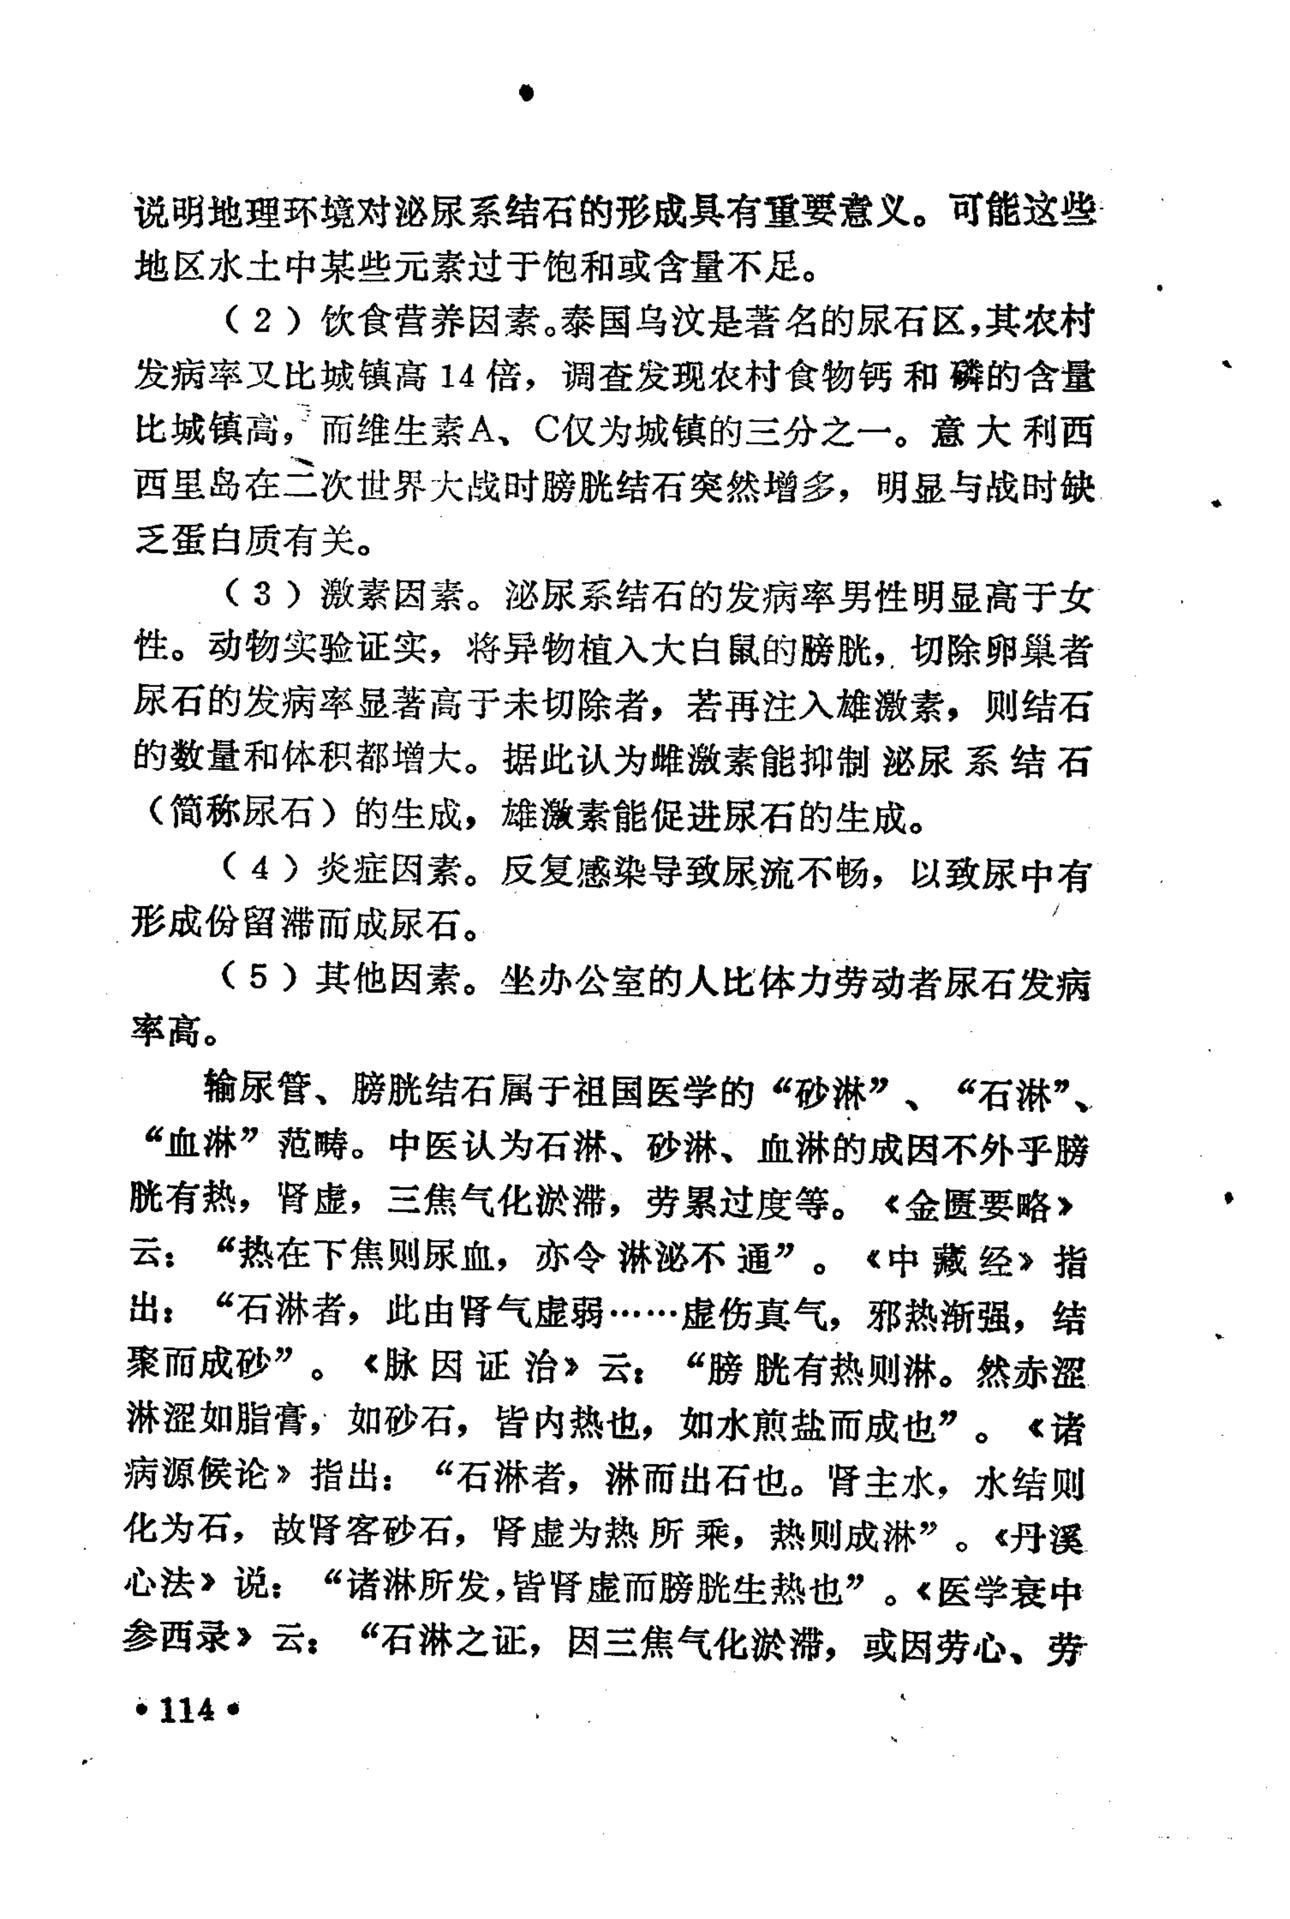 说明地理环境对泌尿系结石的形成具有重要意义。可能这些
地区水土中某些元素过于饱和或含量不足。
（2）饮食营养因素。泰国乌汶是著名的尿石区，其农村
发病率又比城镇高14倍，调查发现农村食物钙和磷的含量
比城镇高，而维生素A、C仅为城镇的三分之一。意大利西
西里岛在二次世界大战时膀胱结石突然增多，明显与战时缺
乏蛋白质有关。
（3）激素因素。泌尿系结石的发病率男性明显高于女
性。动物实验证实，将异物植入大白鼠的膀胱，切除卵巢者
尿石的发病率显著高于未切除者，若再注入雄激素，则结石
的数量和体积都增大。据此认为雌激素能抑制泌尿系结石
（简称尿石）的生成，雄激素能促进尿石的生成。
（4）炎症因素。反复感染导致尿流不畅，以致尿中有
形成份留滞而成尿石。
（5）其他因素。坐办公室的人比体力劳动者尿石发病
率高。
输尿管、膀胱结石属于祖国医学的“砂淋”、“石淋”、
“血淋”范畴。中医认为石淋、砂淋、血淋的成因不外乎膀
胱有热，肾虚，三焦气化淤滞，劳累过度等。《金匮要略》
云：“热在下焦则尿血，亦令淋泌不通”。《中藏经》指
出：“石淋者，此由肾气虚弱……虚伤真气，邪热渐强，结
聚而成砂”。《脉因证治》云：“膀胱有热则淋。然赤涩
淋涩如脂膏，如砂石，皆内热也，如水煎盐而成也”。《诸
病源候论》指出：“石淋者，淋而出石也。肾主水，水结则
化为石，故肾客砂石，肾虚为热所乘，热则成淋”。《丹溪
心法》说：“诸淋所发，皆肾虚而膀胱生热也”。《医学衷中
参西录》云：“石淋之证，因三焦气化淤滞，或因劳心、劳
·114·